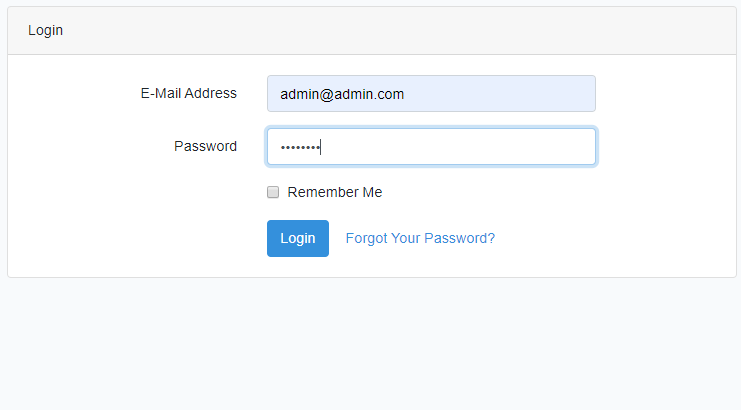 Login
E-Mail Address admin@admin.com
Password ••••••••
Remember Me
Login Forgot Your Password?